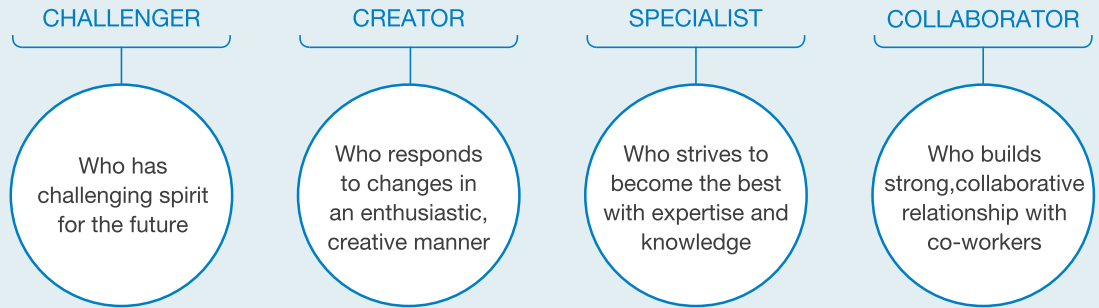 CHALLENGER
Who has
challenging spirit
for the future
CREATOR
Who responds
to changes in
an enthusiastic,
creative manner
SPECIALIST
Who strives to
become the best
with expertise and
knowledge
COLLABORATOR
Who builds
strong,collaborative
relationship with
co-workers